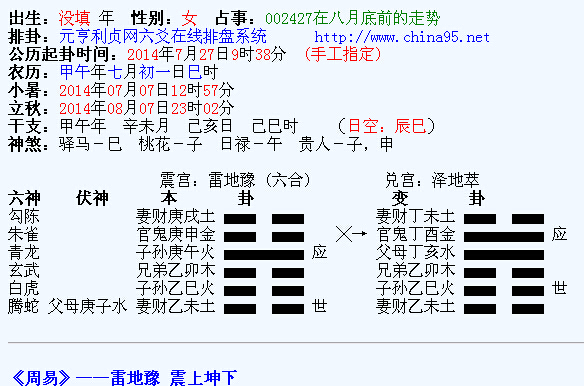 出生：没填 年 性别：女 占事：002427在八月底前的走势
排卦：元亨利贞网六爻在线排盘系统 http://www.china95.net
公历起卦时间：2014年7月27日9时38分 (手工指定)
农历：甲午年七月初一日巳时
小暑：2014年07月07日12时57分
立秋：2014年08月07日23时02分
干支：甲午年 辛未月 己亥日 己巳时 （日空：辰巳）
神煞：驿马－巳 桃花－子 日禄－午 贵人－子，申
震宫：雷地豫 (六合) 兑宫：泽地萃
六神 伏神 本 卦 变 卦
勾陈 妻财庚戌土 妻财丁未土
朱雀 官鬼庚申金 ╳→ 官鬼丁酉金 应
青龙 子孙庚午火 应 父母丁亥水
玄武 兄弟乙卯木 兄弟乙卯木
白虎 子孙乙巳火 子孙乙巳火 世
腾蛇 父母庚子水 妻财乙未土 世 妻财乙未土
《周易》——雷地豫 震上坤下